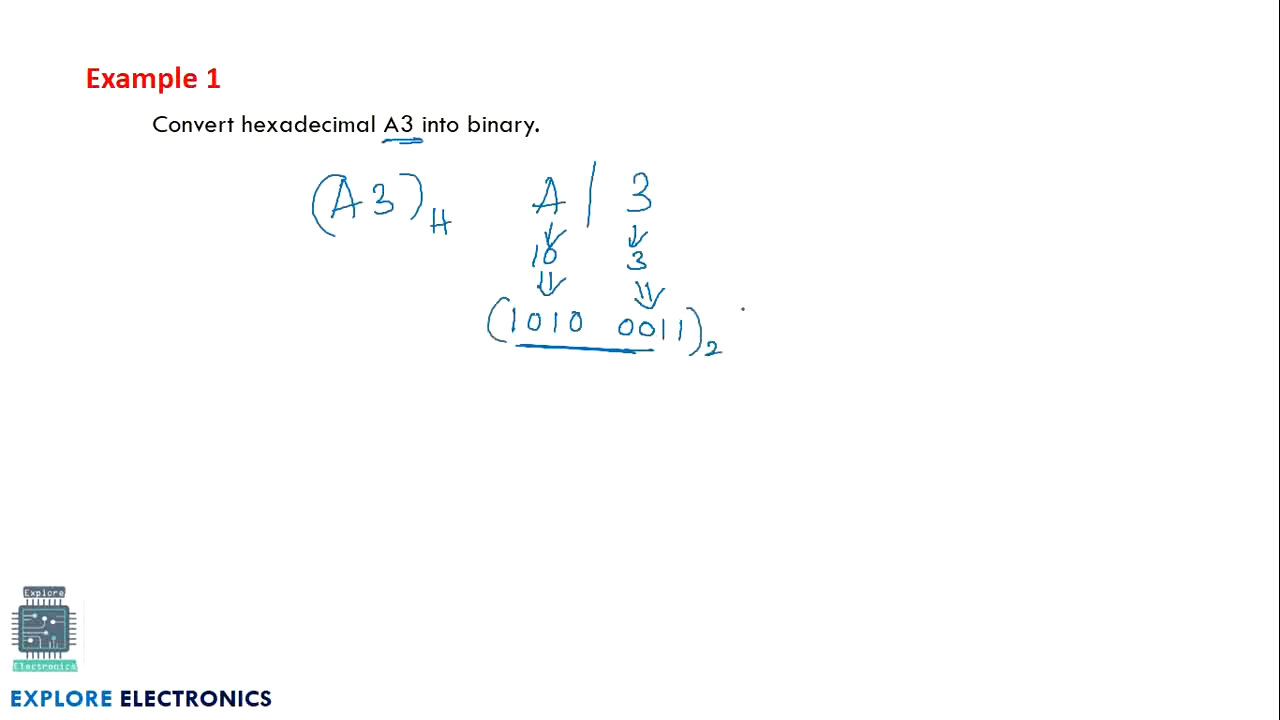 Example 1
Convert hexadecimal A3 into binary.
(A3)H A | 3
10 3
(1010 0011)2
Explore
Electronics
EXPLORE ELECTRONICS